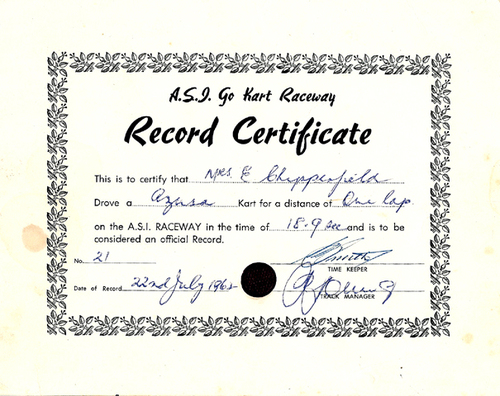 A.S.I. Go Kart Raceway
Record Certificate
This is to certify that Mrs. E Chipperfield
Drove a Azusa Kart for a distance of One lap
on the A.S.I. RACEWAY in the time of 18.9 sec and is to be
considered an official Record.
No. 21
TIME KEEPER
Date of Record 22nd July
TRACK MANAGER